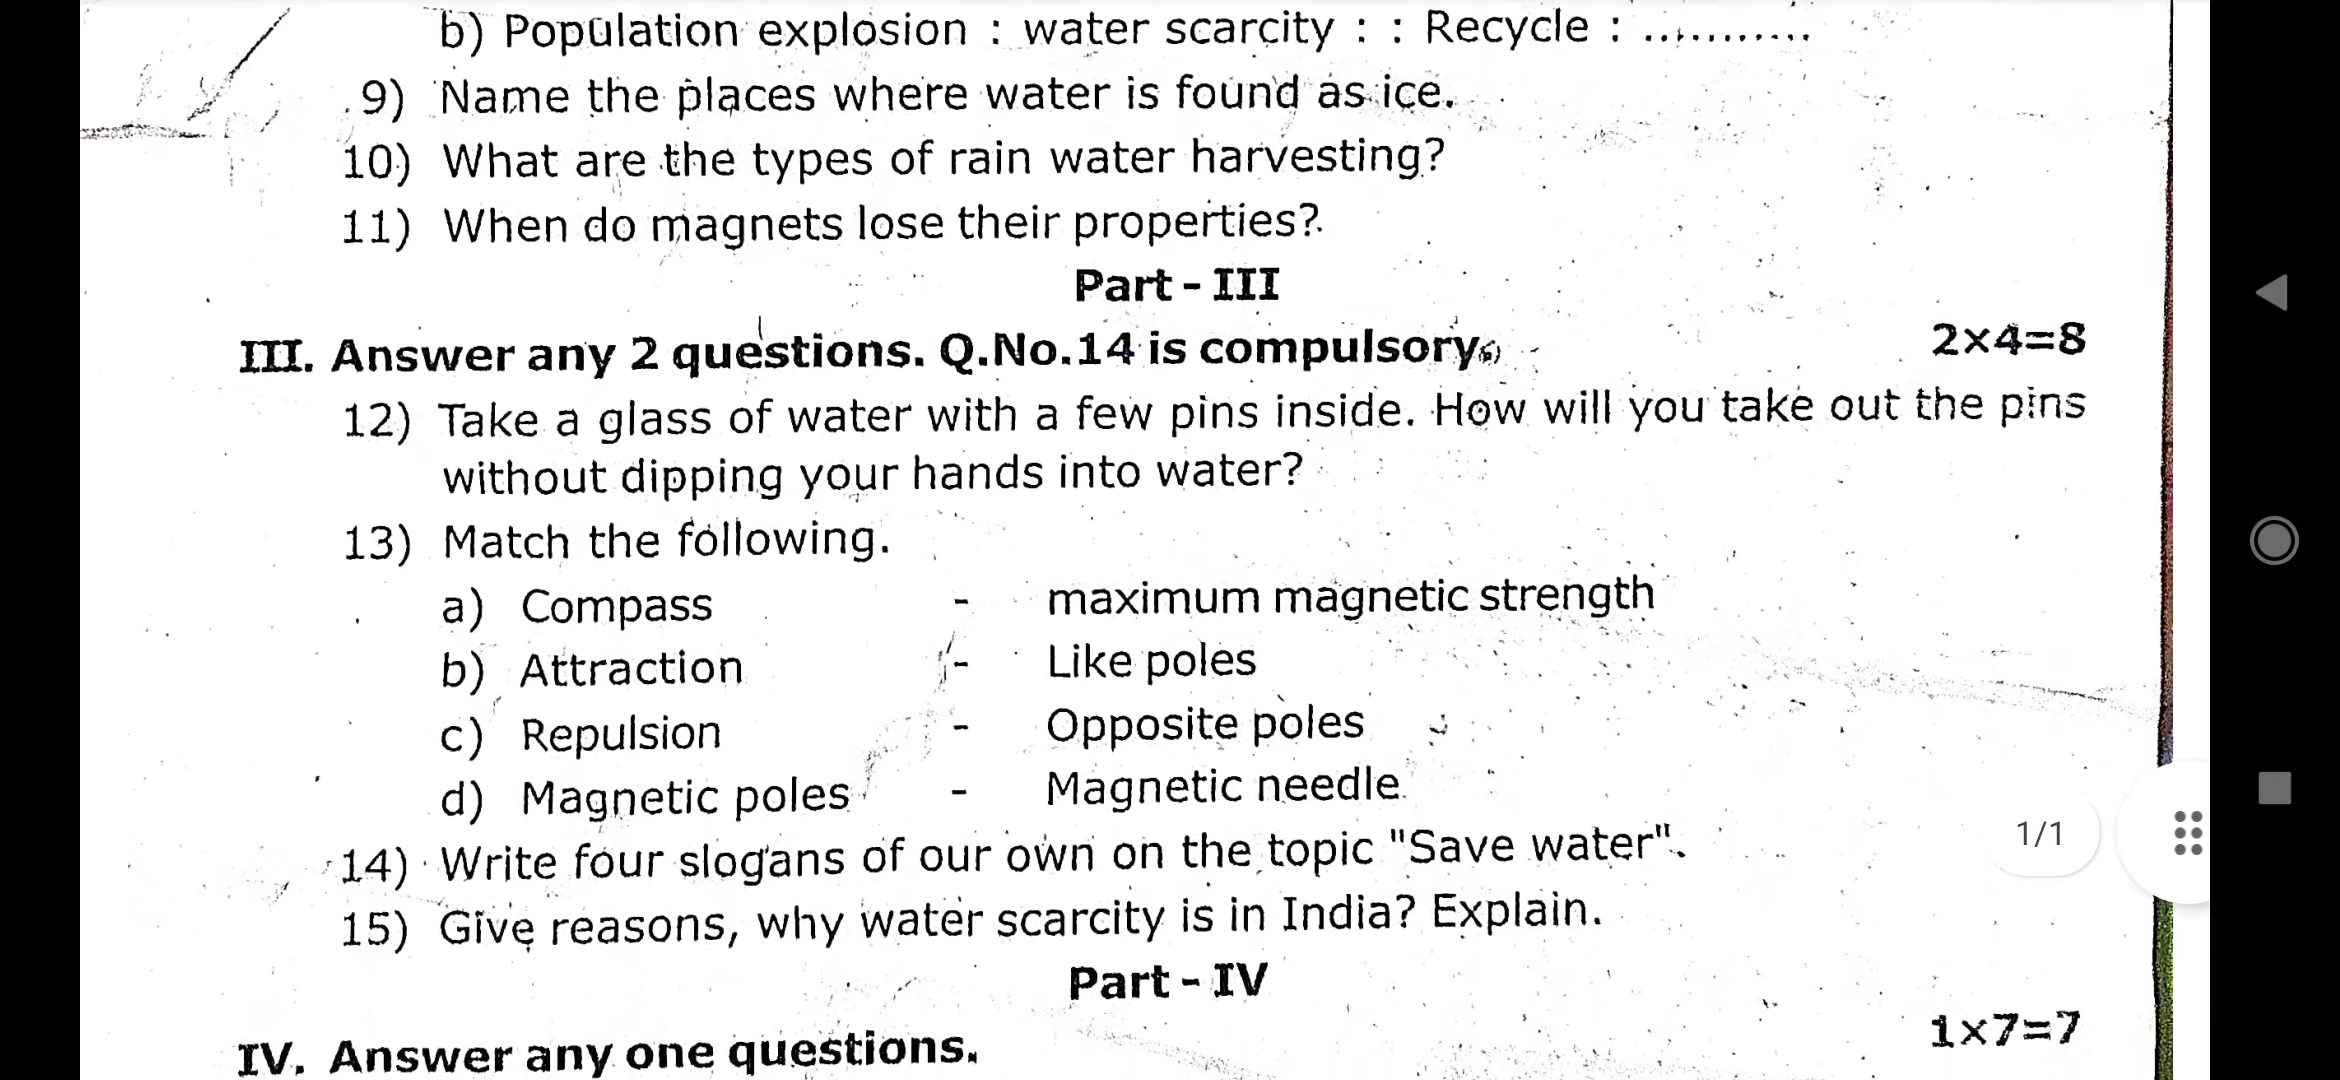 b) Population explosion : water scarcity : : Recycle : ............
9) Name the places where water is found as ice.
10) What are the types of rain water harvesting?
11) When do magnets lose their properties?
Part - III
III. Answer any 2 questions. Q.No.14 is compulsory. 2x4=8
12) Take a glass of water with a few pins inside. How will you take out the pins
without dipping your hands into water?
13) Match the following.
a) Compass - maximum magnetic strength
b) Attraction - Like poles
c) Repulsion - Opposite poles
d) Magnetic poles - Magnetic needle
14) Write four slogans of our own on the topic "Save water".
15) Give reasons, why water scarcity is in India? Explain.
1/1
Part - IV
IV. Answer any one questions. 1x7=7